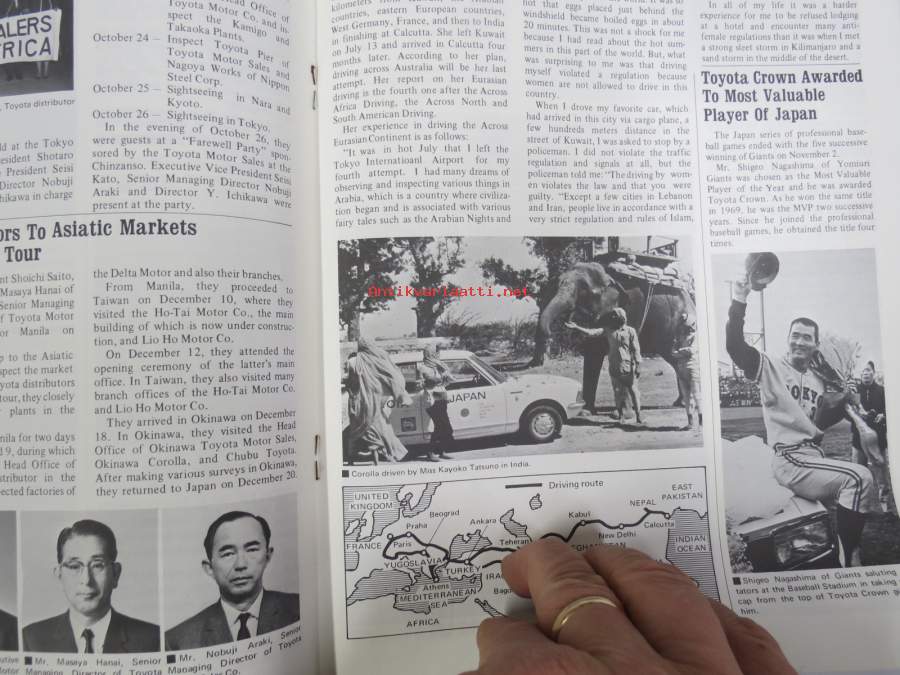 ALERS
FRICA
, Toyota distributor
ld at the Tokyo
esident Shotaro
President Seisi
Director Nobuji
hikawa in charge
Head Office of
Toyota Motor Co. and in-
spect the Kamigo and
Takaoka Plants.
October 24 — Inspect Toyota Pier of
Toyota Motor Sales and
Nagoya Works of Nippon
Steel Corp.
October 25 — Sightseeing in Nara and
Kyoto.
October 26 — Sightseeing in Tokyo.
In the evening of October 26, they
were guests at a "Farewell Party" spon-
sored by the Toyota Motor Sales at the
Chinzanso. Executive Vice President Seisi
Kato, Senior Managing Director Nobuji
Araki and Director Y. Ichikawa were
present at the party.
ors To Asiatic Markets
Tour
nt Shoichi Saito,
Masaya Hanai of
Senior Managing
f Toyota Motor
or Manila on
p to the Asiatic
spect the market
yota distributors
tour, they closely
plants in the
nila for two days
19, during which
Head Office of
stributor in the
ected factories of
the Delta Motor and also their branches.
From Manila, they proceeded to
Taiwan on December 10, where they
visited the Ho-Tai Motor Co., the main
building of which is now under construc-
tion, and Lio Ho Motor Co.
On December 12, they attended the
opening ceremony of the latter's main
office. In Taiwan, they also visited many
branch offices of the Ho-Tai Motor Co.
and Lio Ho Motor Co.
They arrived in Okinawa on December
18. In Okinawa, they visited the Head
Office of Okinawa Toyota Motor Sales,
Okinawa Corolla, and Chubu Toyota.
After making various surveys in Okinawa,
they returned to Japan on December 20.
Mr. Masaya Hanai, Senior
Managing Director of Toyota
Mr. Nobuji Araki, Senior
Managing Director of Toyota
countries, eastern European countries,
West Germany, France, and then to India
in finishing at Calcutta. She left Kuwait
on July 13 and arrived in Calcutta four
months later. According to her plan,
driving across Australia will be her last
attempt. Her report on her Eurasian
driving is the fourth one after the Across
Africa Driving, the Across North and
South American Driving.
Her experience in driving the Across
EurasianContinent is as follows:
"It was in hot July that I left the
Tokyo Internatioanl Airport for my
fourth attempt. I had many dreams of
observing and inspecting various things in
Arabia, which is a country where civiliza-
tion began and is associated with various
fairy tales such as the Arabian Nights and
not that eggs placed just behind the
windshield became boiled eggs in about
20 minutes. This was not a shock for me
because I had read about the hot sum-
mers in this part of the world. But, what
was surprising to me was that driving
myself violated a regulation because
women are not allowed to drive in this
country.
When I drove my favorite car, which
had arrived in this city via cargo plane, a
few hundreds meters distance in the
street of Kuwait, I was asked to stop by a
policeman. I did not violate the traffic
regulation and signals at all, but the
policeman told me: "The driving by wom-
en violates the law and that you were
guilty. "Except a few cities in Lebanon
and Iran, people live in accordance with a
very strict regulation and rules of Islam,
In all of my life it was a harder
experience for me to be refused lodging
at a hotel and encounter many anti-
female regulations than it was when I met
a strong sleet storm in Kilimanjaro and a
sand storm in the middle of the desert.
Toyota Crown Awarded
To Most Valuable
Player Of Japan
The Japan series of professional base-
ball games ended with the five successive
winning of Giants on November 2.
Mr. Shigeo Nagashima of Yomiuri
Giants was chosen as the Most Valuable
Player of the Year and he was awarded
Toyota Crown. As he won the same title
in 1969, he was the MVP two successive
years. Since he joined the professional
baseball games, he obtained the title four
times.
Antikvariaatti.net
JAPAN
Corolla driven by Mas Kayoko Tatsuno in India.
Driving route
UNITED
KINGDOM
Praha
Beograd
Ankara
Teheran
Kabul
NEPAL
EAST
PAKISTAN
Calcutta
New Delhi
FRANCE
Paris
YUGOSLAVIA
TURKEY
INDIAN
OCEAN
Athens
MEDITERRANEAN
SEA
AFRICA
TOKY
Shigeo Nagashima of Giants saluting
tators at the Baseball Stadium in taking
cap from the top of Toyota Crown
him.